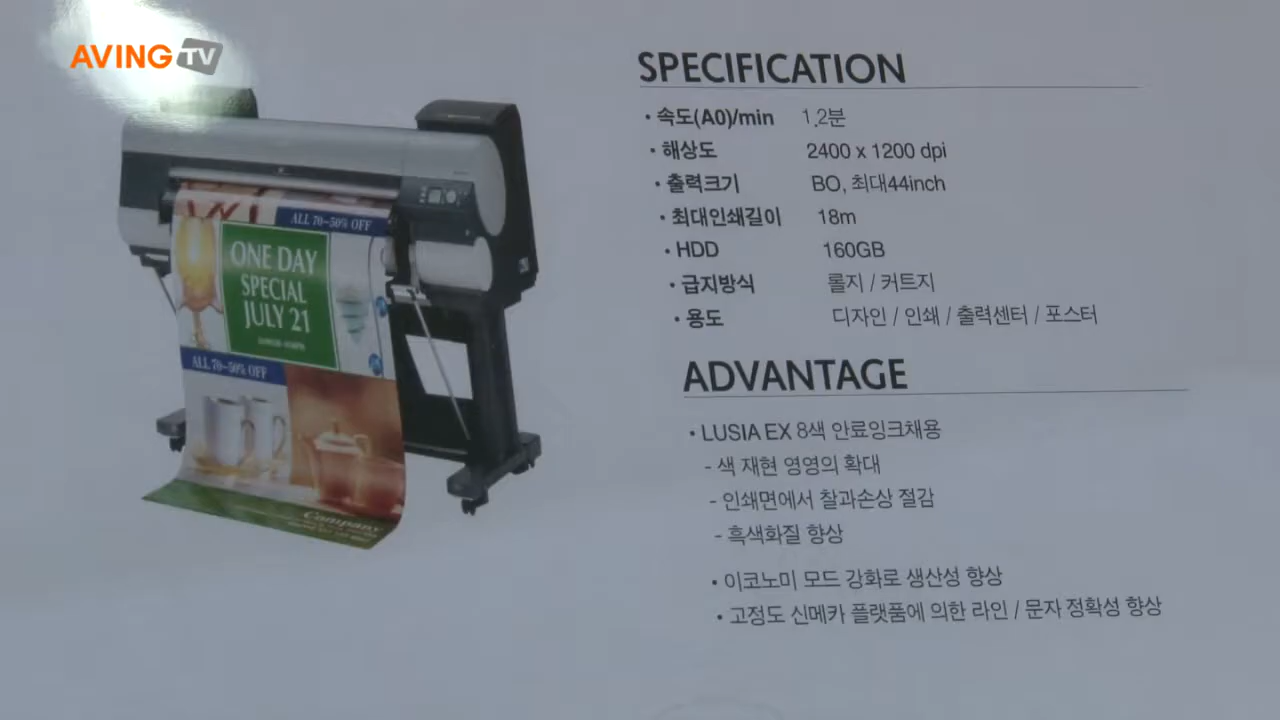 AVING TV
SPECIFICATION
• 속도(A0)/min 1.2분
• 해상도 2400 x 1200 dpi
• 출력크기 BO, 최대44inch
• 최대인쇄길이 18m
• HDD 160GB
• 급지방식 롤지 / 커트지
• 용도 디자인 / 인쇄 / 출력센터 / 포스터
ADVANTAGE
• LUSIA EX 8색 안료잉크채용
- 색 재현 영영의 확대
- 인쇄면에서 찰과손상 절감
- 흑색화질 향상
• 이코노미 모드 강화로 생산성 향상
• 고정도 신메카 플랫품에 의한 라인 / 문자 정확성 향상
ALL 70~50% OFF
ONE DAY
SPECIAL
JULY 21
ALL 70~50% OFF
Company